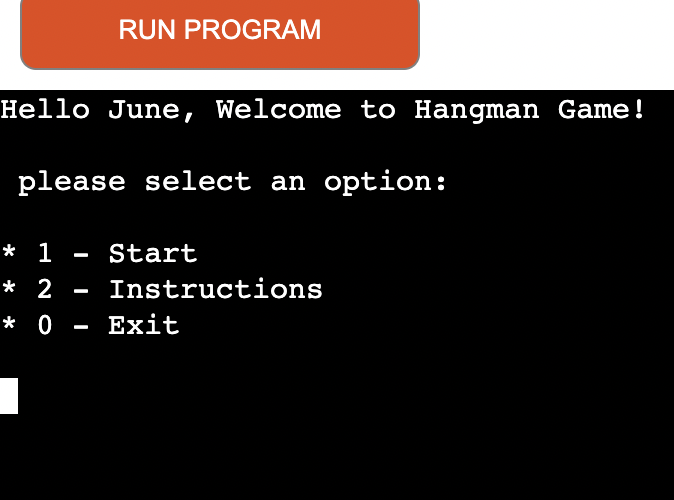 RUN PROGRAM
Hello June, Welcome to Hangman Game!
please select an option:
* 1 - Start
* 2 - Instructions
* 0 - Exit